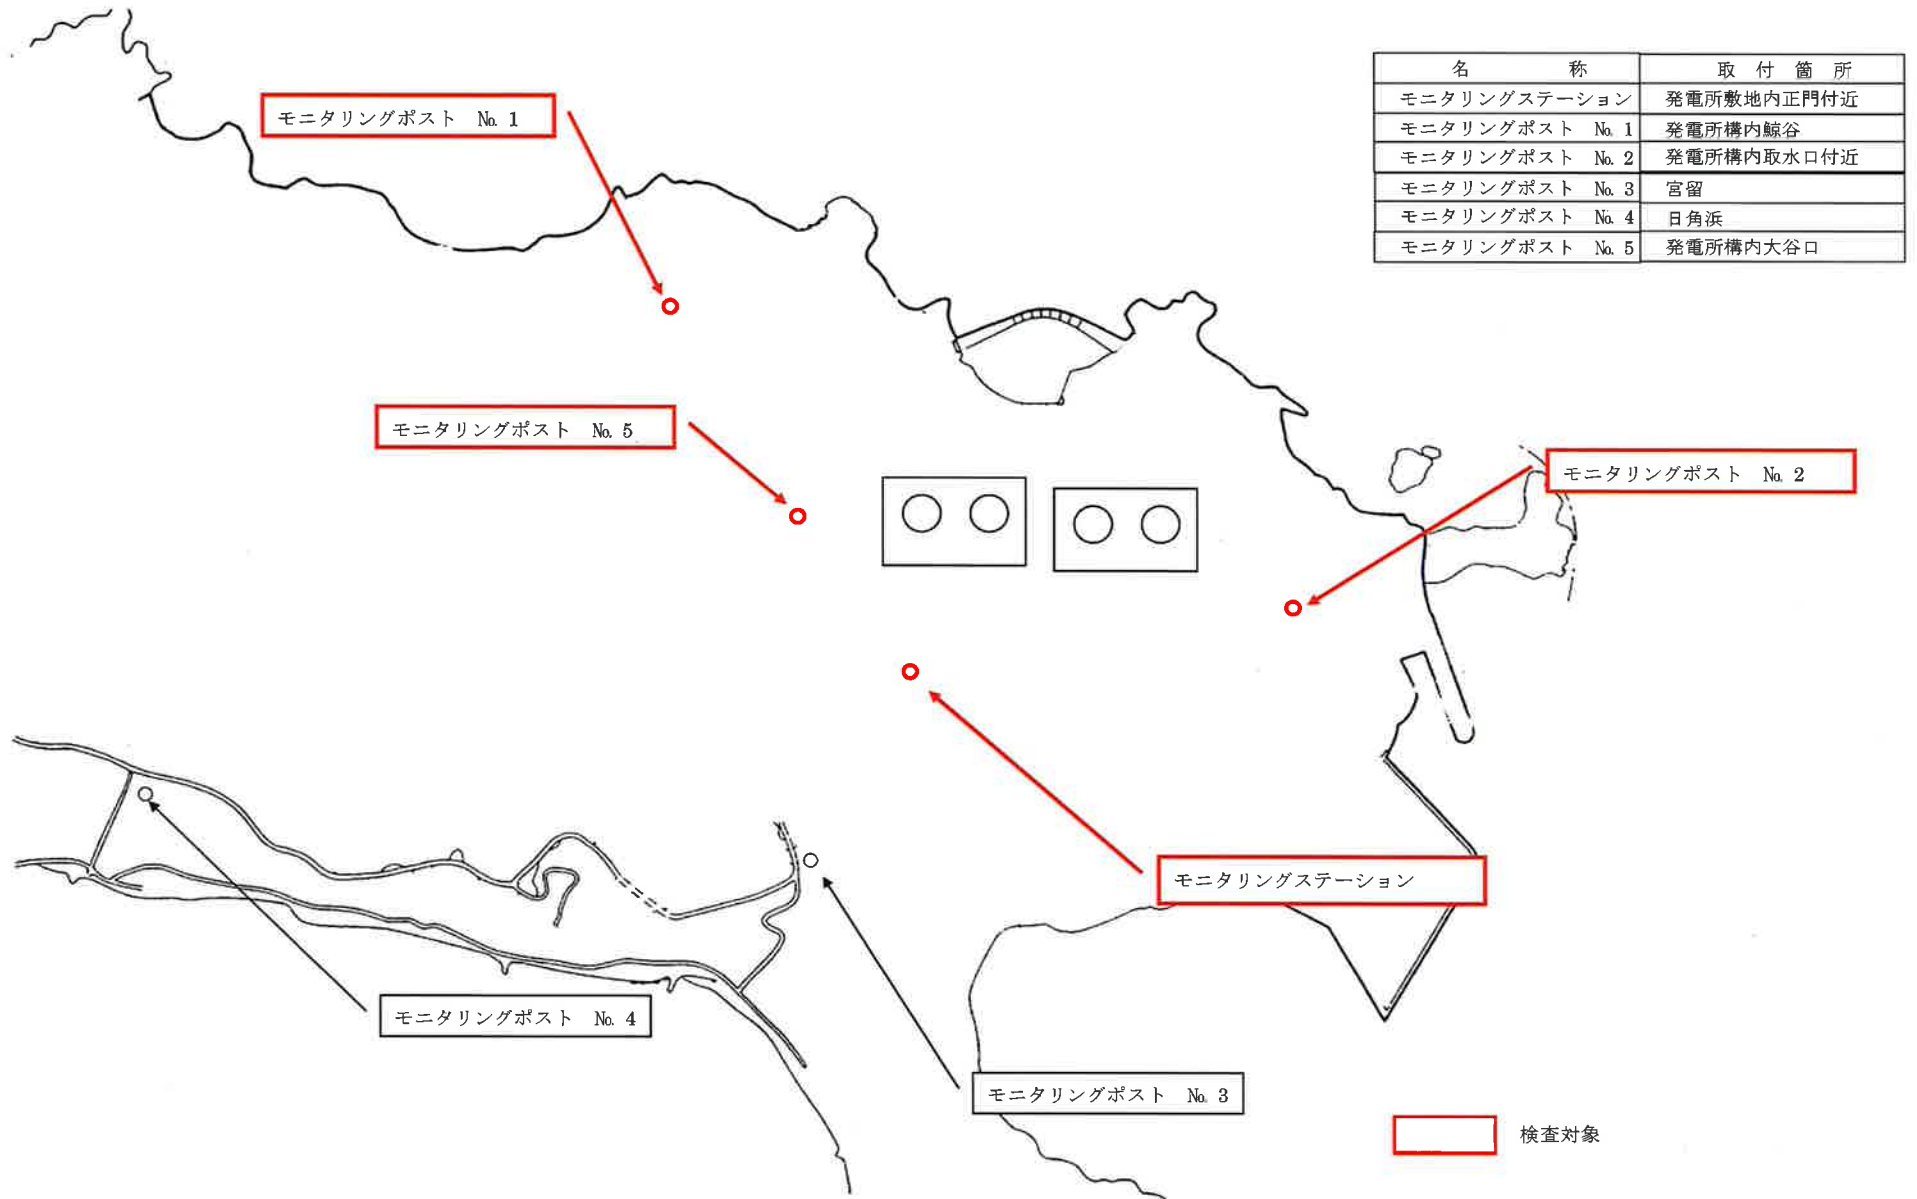 名 称 取 付 箇 所
モニタリングステーション 発電所敷地内正門付近
モニタリングポスト No. 1 発電所構内鯨谷
モニタリングポスト No. 2 発電所構内取水口付近
モニタリングポスト No. 3 宮留
モニタリングポスト No. 4 日角浜
モニタリングポスト No. 5 発電所構内大谷口
モニタリングポスト No. 1
モニタリングポスト No. 5
モニタリングポスト No. 2
モニタリングステーション
モニタリングポスト No. 4
モニタリングポスト No. 3
検査対象